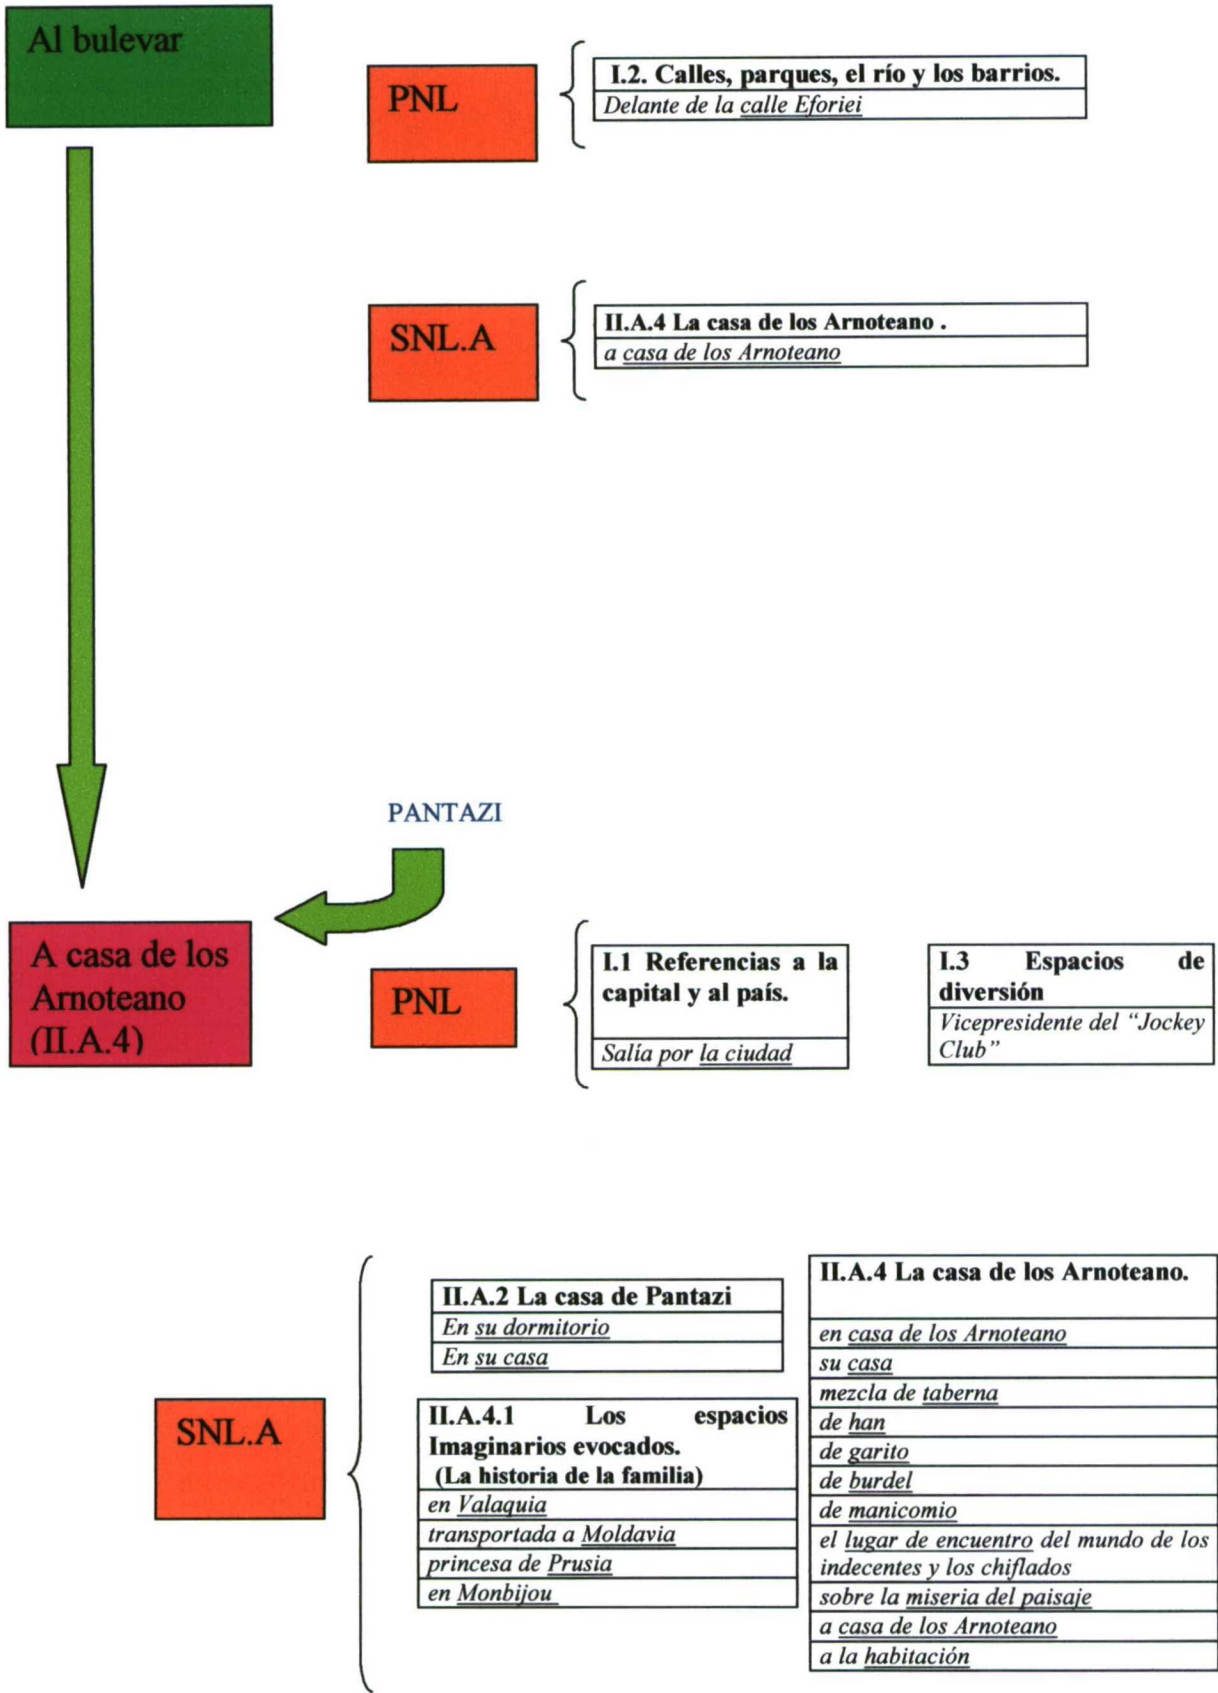 Al bulevar
PNL
I.2. Calles, parques, el río y los barrios.
Delante de la calle Eforiei
SNL.A
II.A.4 La casa de los Arnoteano .
a casa de los Arnoteano
PANTAZI
A casa de los
Arnoteano
(II.A.4)
PNL
I.1 Referencias a la
capital y al país.
Salía por la ciudad
I.3 Espacios de
diversión
Vicepresidente del “Jockey
Club”
SNL.A
II.A.2 La casa de Pantazi
En su dormitorio
En su casa
II.A.4.1 Los espacios
Imaginarios evocados.
(La historia de la familia)
en Valaquia
transportada a Moldavia
princesa de Prusia
en Monbijou
II.A.4 La casa de los Arnoteano.
en casa de los Arnoteano
su casa
mezcla de taberna
de han
de garito
de burdel
de manicomio
el lugar de encuentro del mundo de los
indecentes y los chiflados
sobre la miseria del paisaje
a casa de los Arnoteano
a la habitación